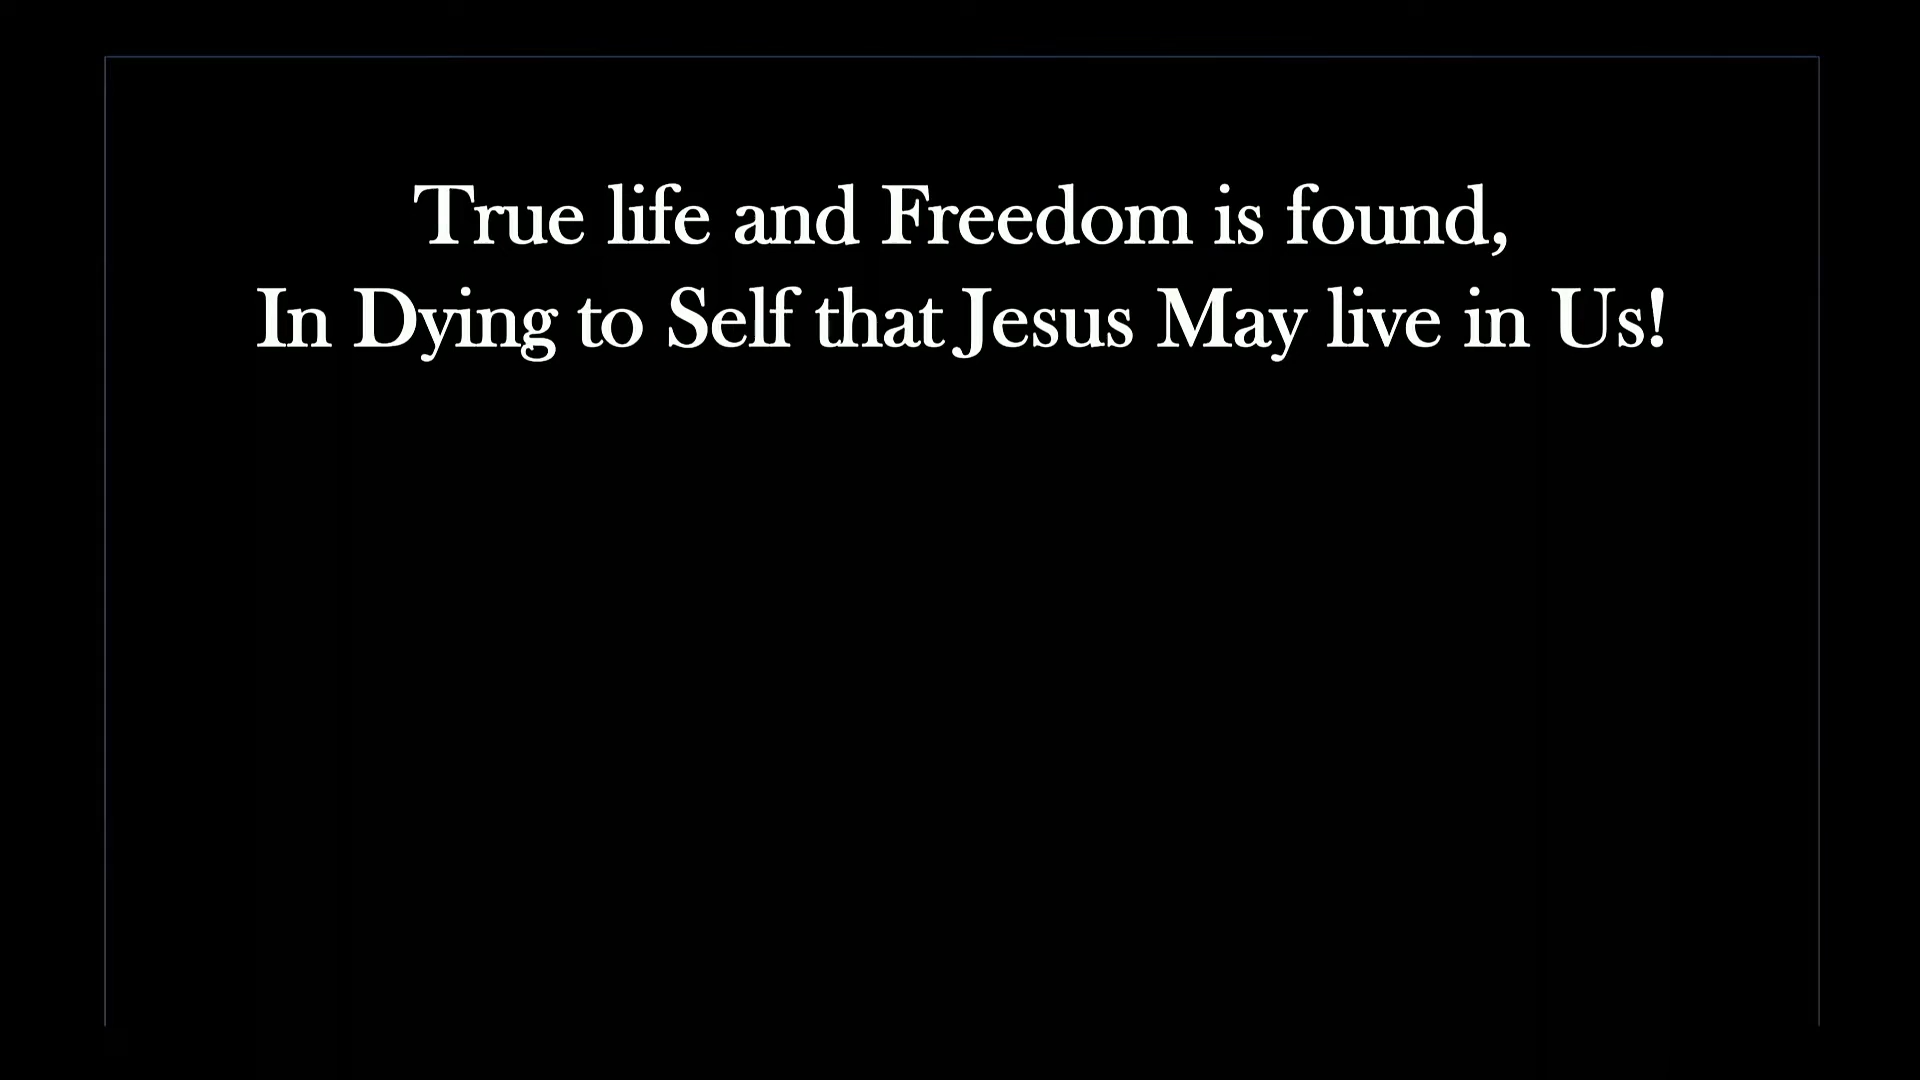 True life and Freedom is found,
In Dying to Self that Jesus May live in Us!